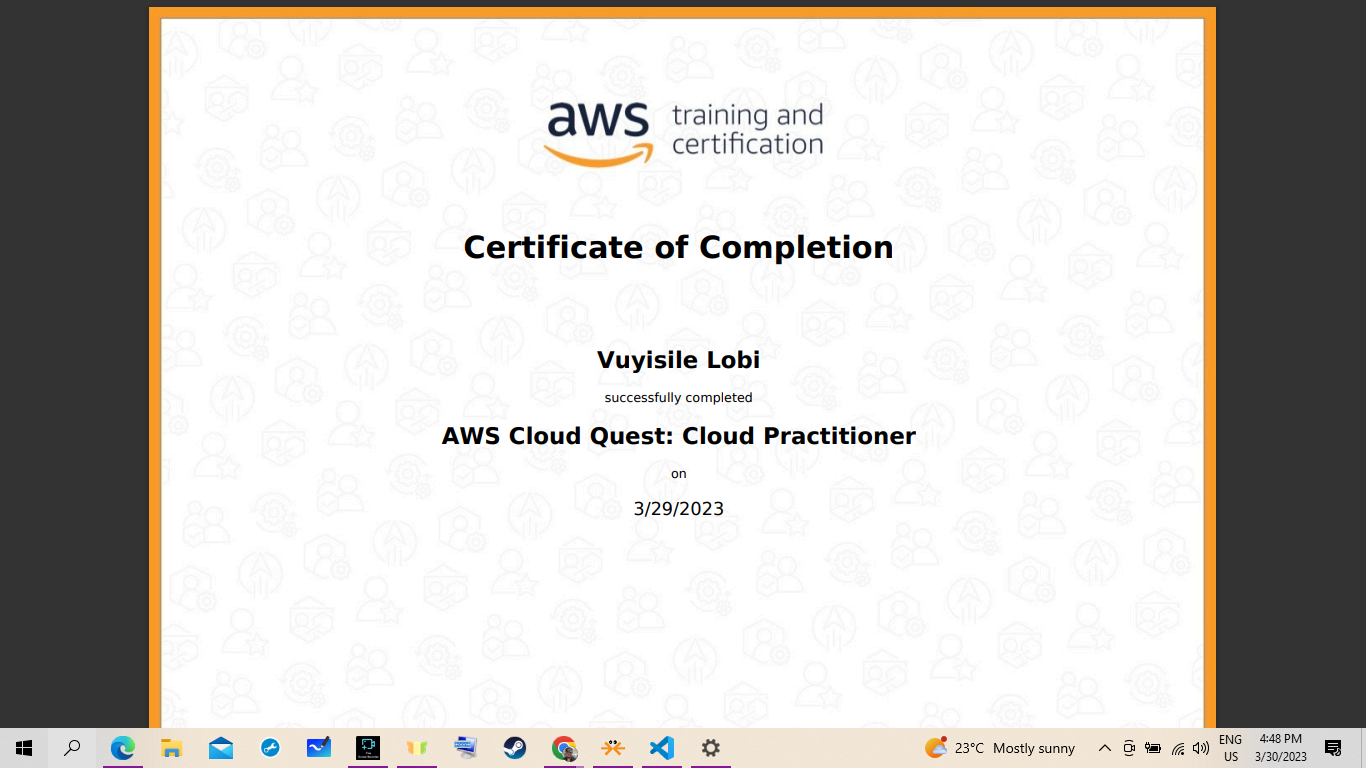 aws training and
certification
Certificate of Completion
Vuyisile Lobi
successfully completed
AWS Cloud Quest: Cloud Practitioner
on
3/29/2023
23°C Mostly sunny
ENG
US
4:48 PM
3/30/2023